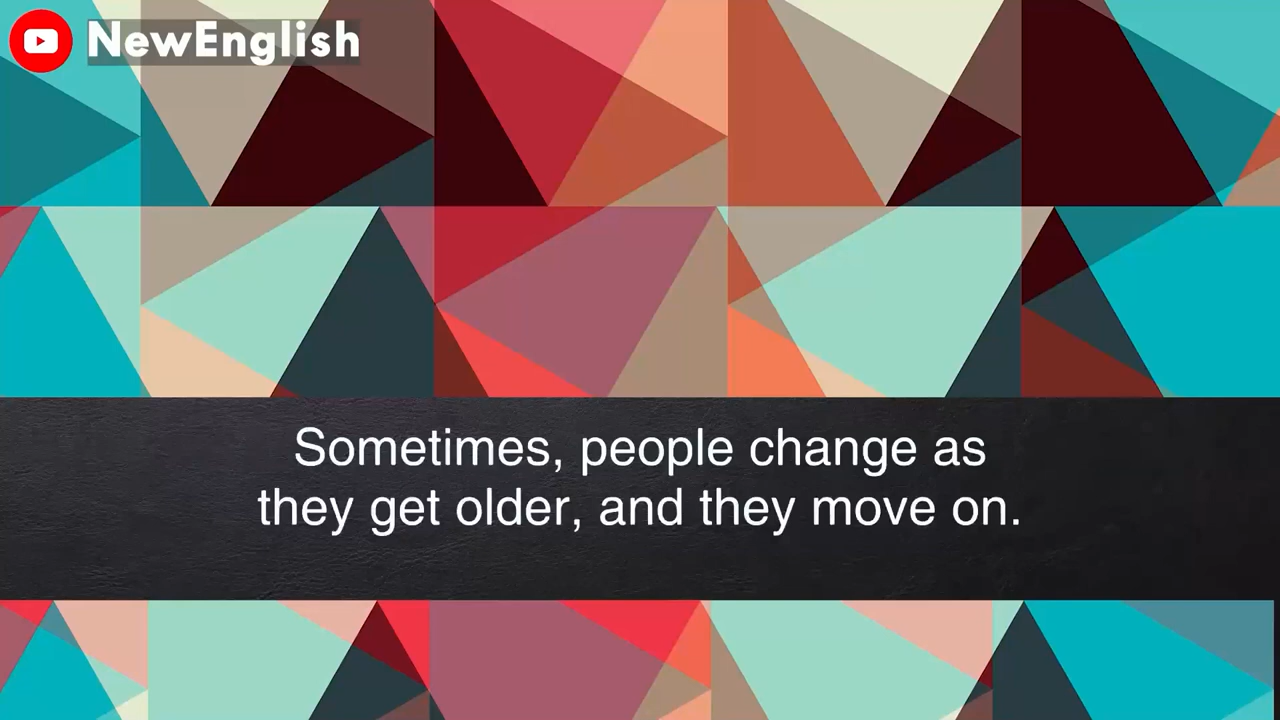 NewEnglish
Sometimes, people change as
they get older, and they move on.